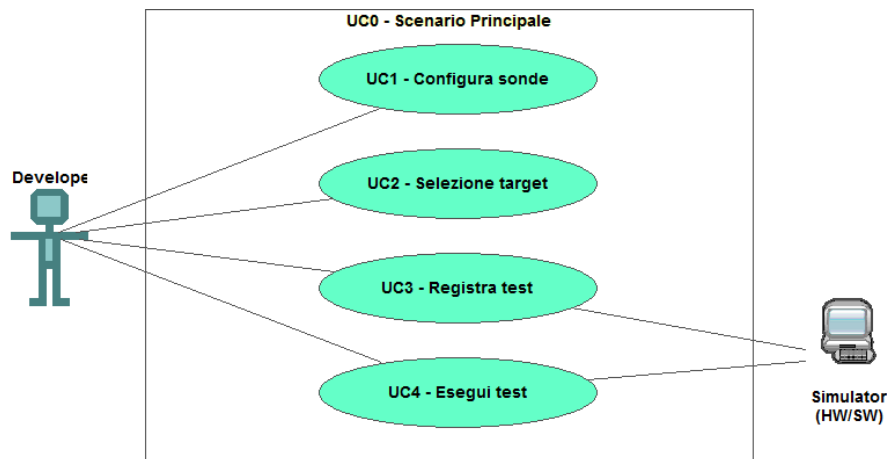 UC0 - Scenario Principale
UC1 - Configura sonde
UC2 - Selezione target
Develope
UC3 - Registra test
UC4 - Esegui test
Simulator
(HW/SW)